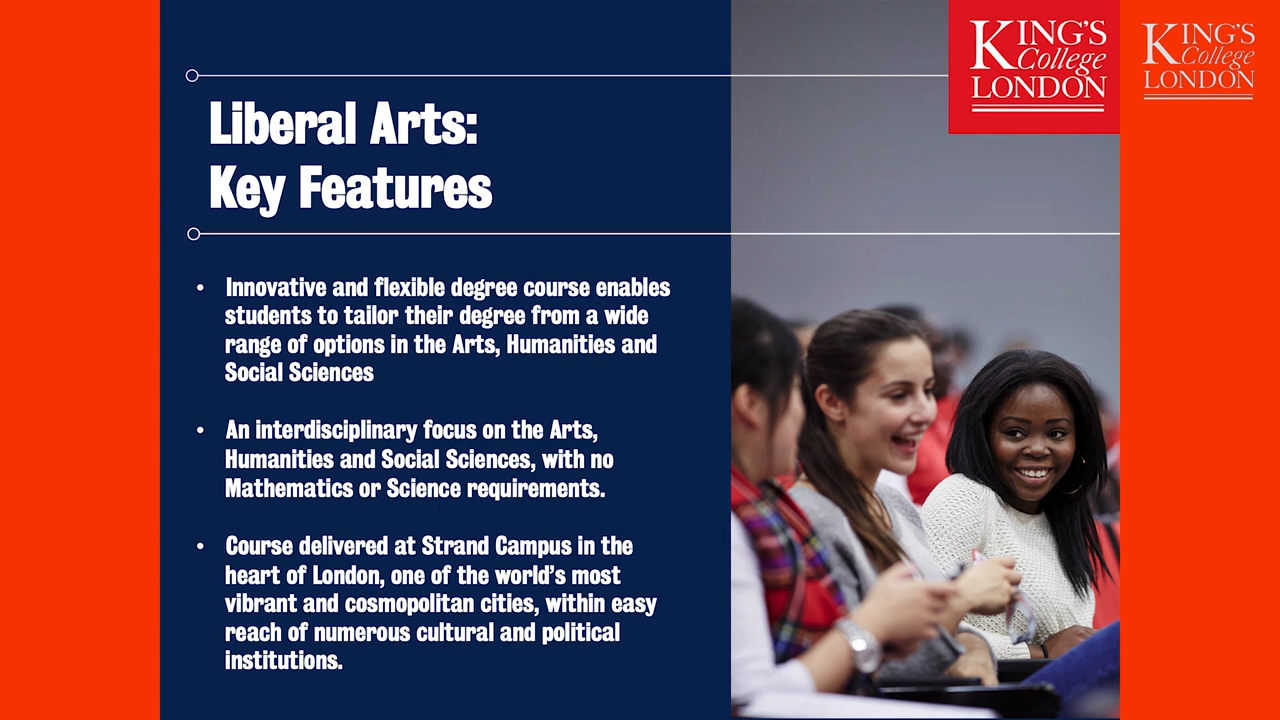 KING'S
College
LONDON
KING'S
College
LONDON
Liberal Arts:
Key Features
• Innovative and flexible degree course enables
students to tailor their degree from a wide
range of options in the Arts, Humanities and
Social Sciences
• An interdisciplinary focus on the Arts,
Humanities and Social Sciences, with no
Mathematics or Science requirements.
• Course delivered at Strand Campus in the
heart of London, one of the world’s most
vibrant and cosmopolitan cities, within easy
reach of numerous cultural and political
institutions.